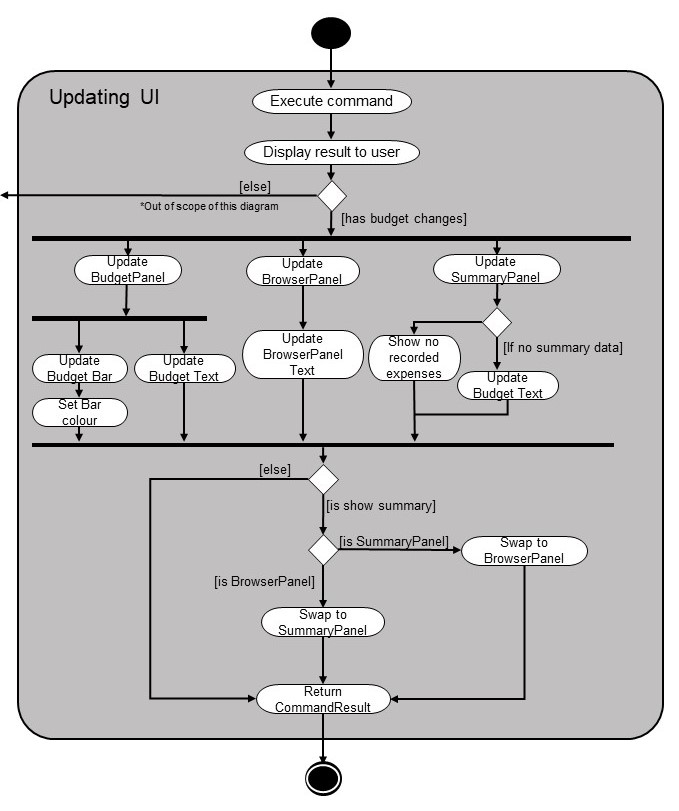 Updating UI
Execute command
Display result to user
[else]
*Out of scope of this diagram
[has budget changes]
Update
BudgetPanel
Update
BrowserPanel
Update
SummaryPanel
Update
Budget Bar
Update
Budget Text
Update
BrowserPanel
Text
Show no
recorded
expenses
[If no summary data]
Update
Budget Text
Set Bar
colour
[else]
[is show summary]
[is SummaryPanel]
Swap to
BrowserPanel
[is BrowserPanel]
Swap to
SummaryPanel
Return
CommandResult